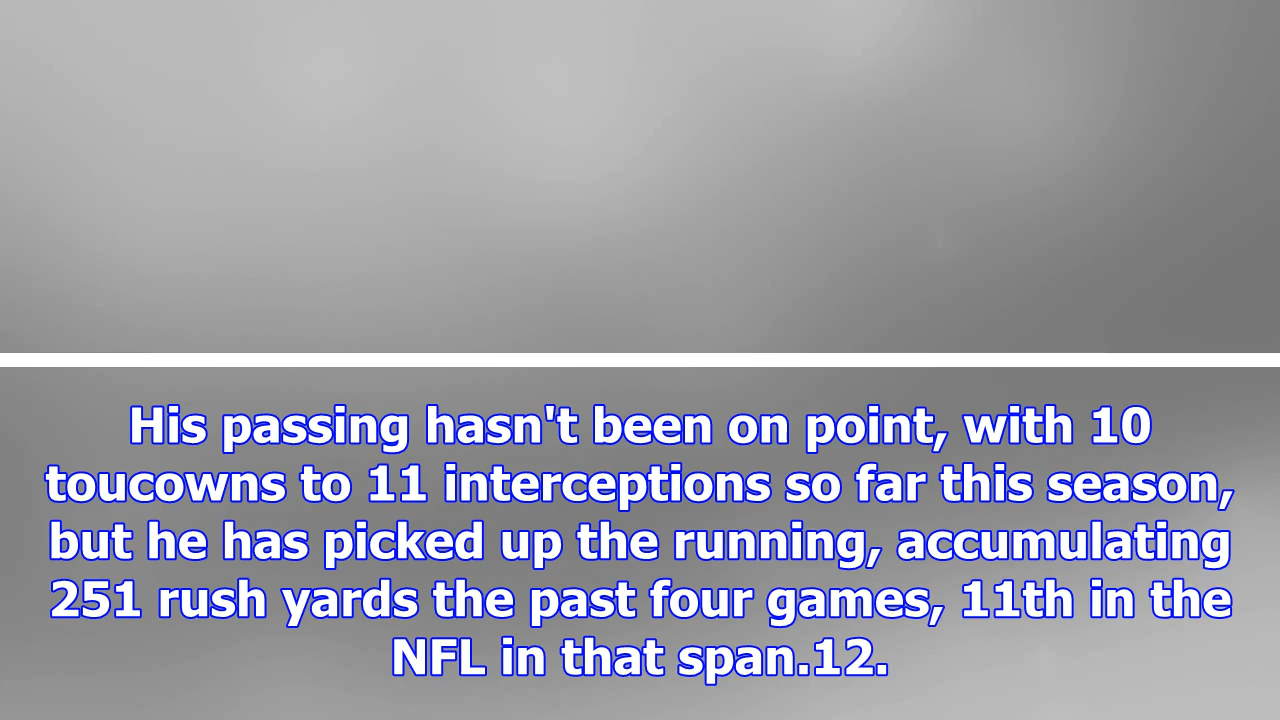 His passing hasn't been on point, with 10
toucowns to 11 interceptions so far this season,
but he has picked up the running, accumulating
251 rush yards the past four games, 11th in the
NFL in that span.12.